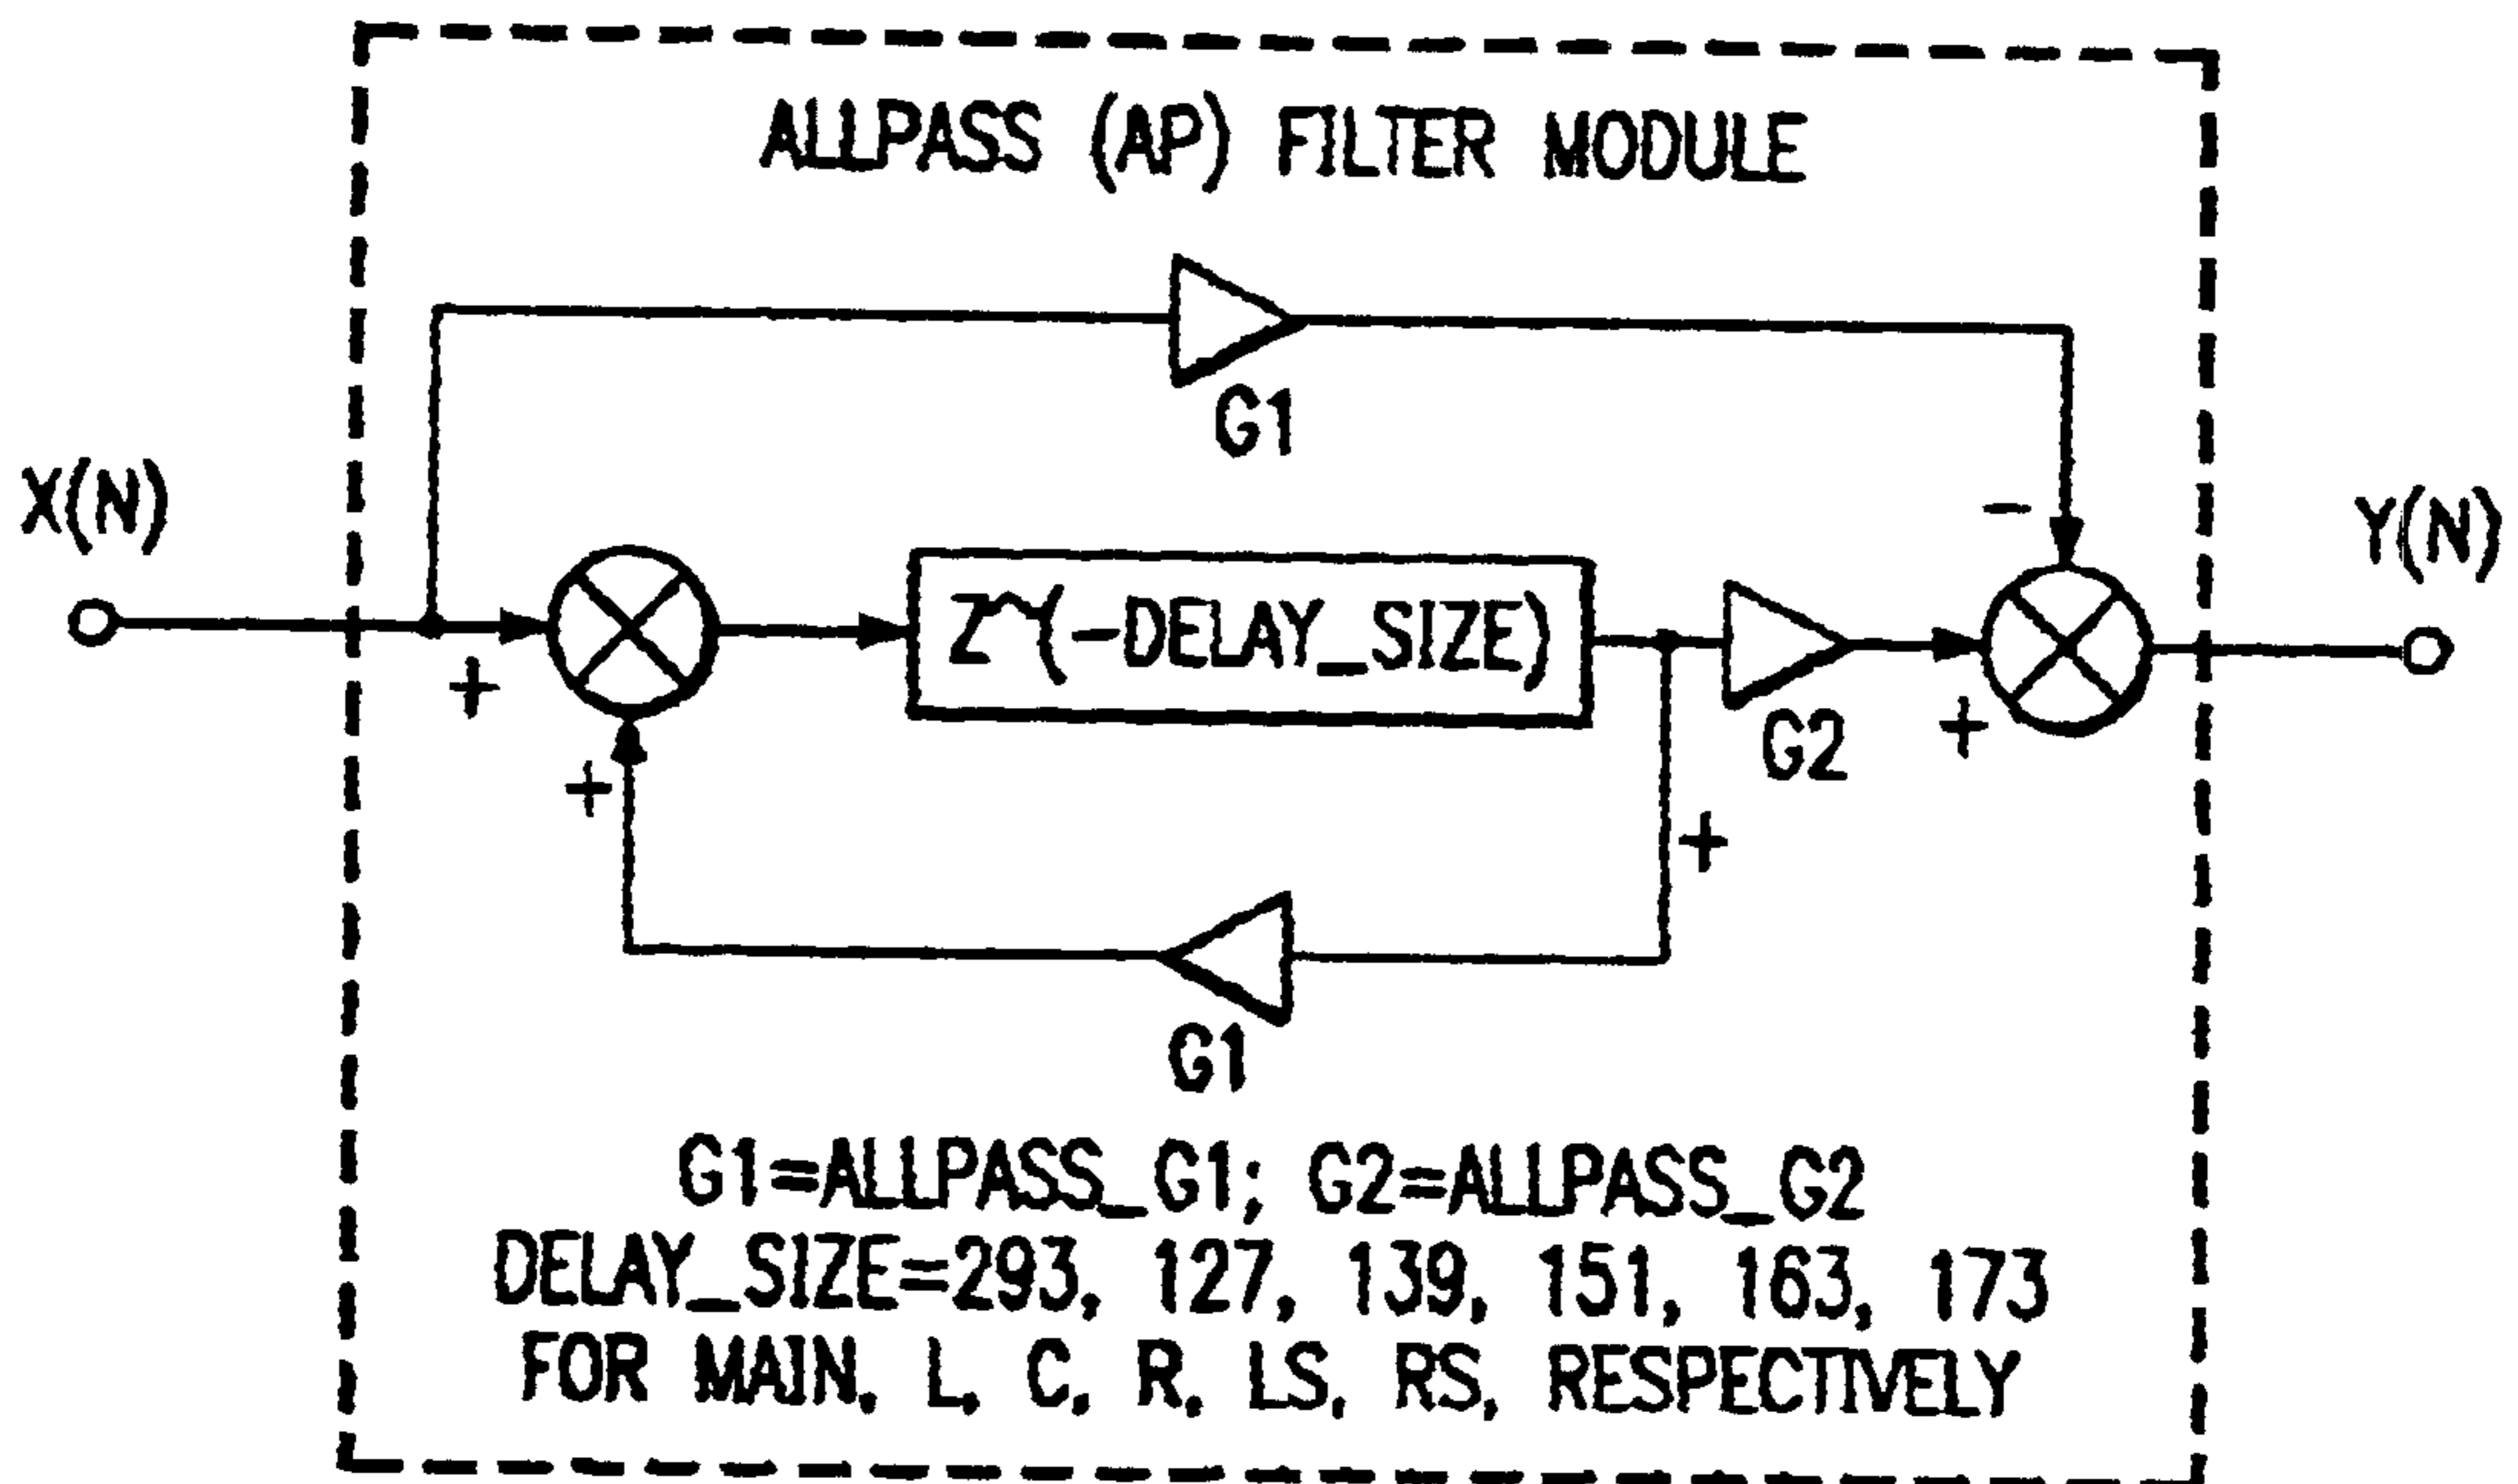 ALLPASS (AP) FILTER MODULE
G1
X(N)
Y(N)
-
Z^(-DELAY_SIZE)
+
G2
+
+
+
G1
G1=ALLPASS_G1; G2=ALLPASS_G2
DELAY_SIZE=293, 127, 139, 151, 163, 173
FOR MAIN, L, C, R, LS, RS, RESPECTIVELY